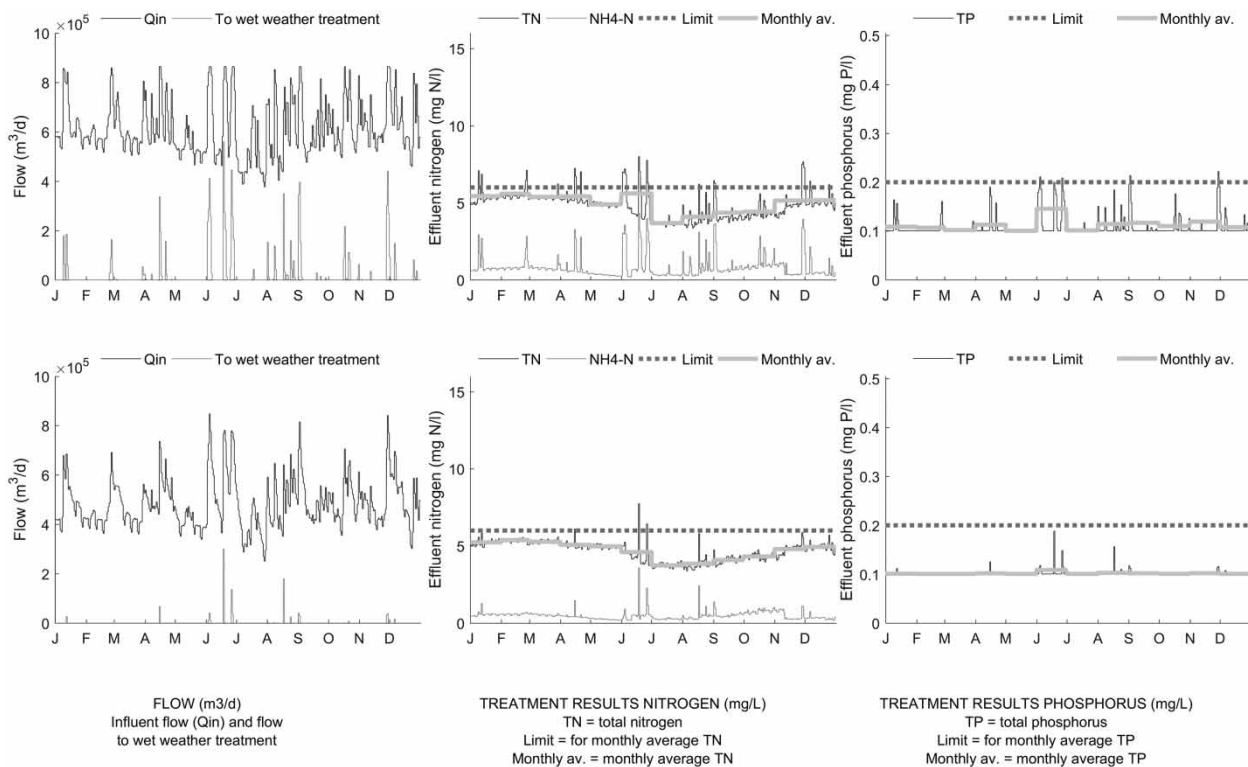 Qin To wet weather treatment
×10⁵
10
8
6
4
2
0
Flow (m³/d)
J F M A M J J A S O N D
TN NH4-N Limit Monthly av.
15
10
5
0
Effluent nitrogen (mg N/l)
J F M A M J J A S O N D
TP Limit Monthly av.
0.5
0.4
0.3
0.2
0.1
0
Effluent phosphorus (mg P/l)
J F M A M J J A S O N D
Qin To wet weather treatment
×10⁵
10
8
6
4
2
0
Flow (m³/d)
J F M A M J J A S O N D
TN NH4-N Limit Monthly av.
15
10
5
0
Effluent nitrogen (mg N/l)
J F M A M J J A S O N D
TP Limit Monthly av.
0.5
0.4
0.3
0.2
0.1
0
Effluent phosphorus (mg P/l)
J F M A M J J A S O N D
FLOW (m3/d)
Influent flow (Qin) and flow
to wet weather treatment
TREATMENT RESULTS NITROGEN (mg/L)
TN = total nitrogen
Limit = for monthly average TN
Monthly av. = monthly average TN
TREATMENT RESULTS PHOSPHORUS (mg/L)
TP = total phosphorus
Limit = for monthly average TP
Monthly av. = monthly average TP